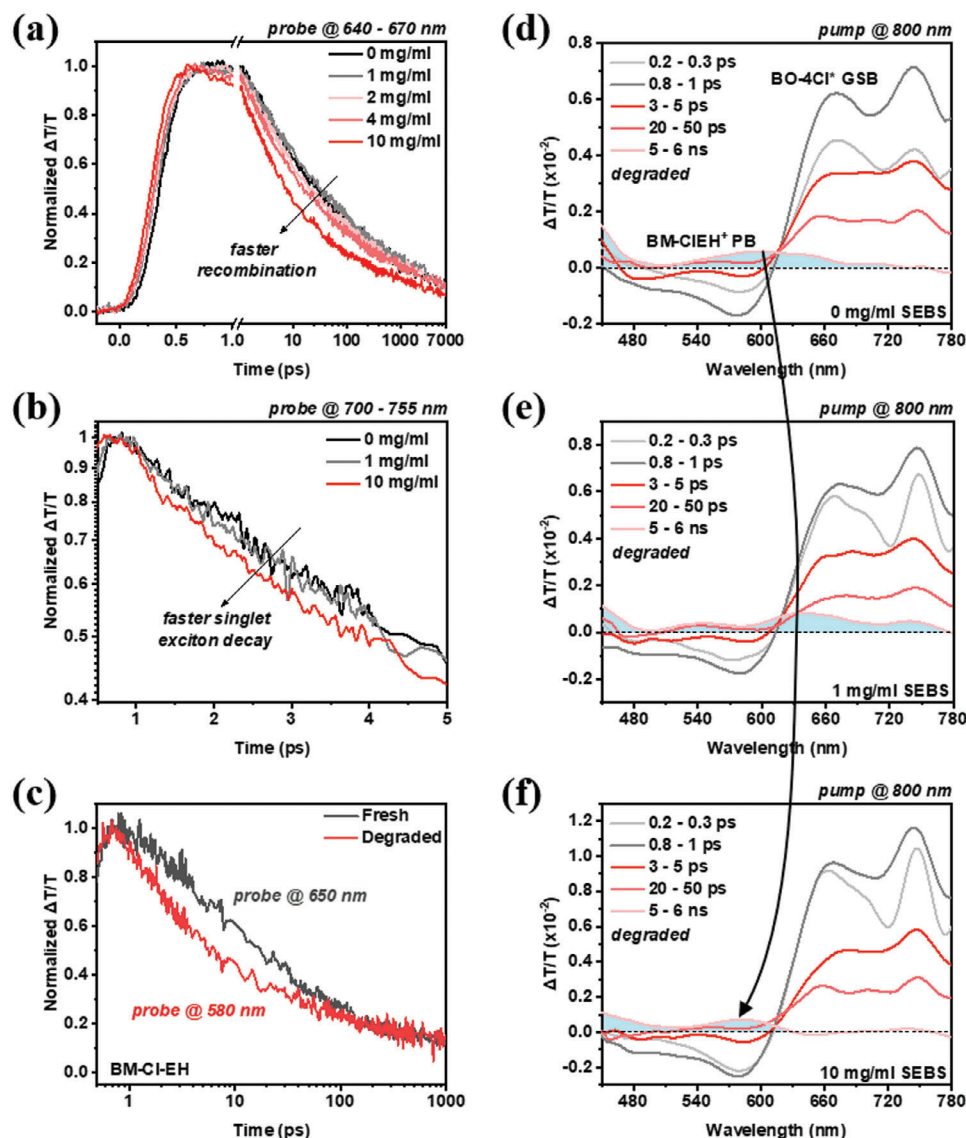 (a)
probe @ 640 - 670 nm
Normalized ΔT/T
1.0
0.8
0.6
0.4
0.2
0.0
0 mg/ml
1 mg/ml
2 mg/ml
4 mg/ml
10 mg/ml
faster
recombination
0.0 0.5 1.0 10 100 1000 7000
Time (ps)
(b)
probe @ 700 - 755 nm
Normalized ΔT/T
1
0.9
0.8
0.7
0.6
0.5
0.4
0 mg/ml
1 mg/ml
10 mg/ml
faster singlet
exciton decay
1 2 3 4 5
Time (ps)
(c)
Normalized ΔT/T
1.0
0.8
0.6
0.4
0.2
0.0
Fresh
Degraded
probe @ 650 nm
probe @ 580 nm
BM-Cl-EH
1 10 100 1000
Time (ps)
(d)
pump @ 800 nm
ΔT/T (x10⁻²)
0.8
0.6
0.4
0.2
0.0
-0.2
0.2 - 0.3 ps
0.8 - 1 ps
3 - 5 ps
20 - 50 ps
5 - 6 ns
degraded
BO-4Cl* GSB
BM-ClEH⁺ PB
0 mg/ml SEBS
480 540 600 660 720 780
Wavelength (nm)
(e)
pump @ 800 nm
ΔT/T (x10⁻²)
0.8
0.6
0.4
0.2
0.0
-0.2
0.2 - 0.3 ps
0.8 - 1 ps
3 - 5 ps
20 - 50 ps
5 - 6 ns
degraded
1 mg/ml SEBS
480 540 600 660 720 780
Wavelength (nm)
(f)
pump @ 800 nm
ΔT/T (x10⁻²)
1.2
1.0
0.8
0.6
0.4
0.2
0.0
-0.2
0.2 - 0.3 ps
0.8 - 1 ps
3 - 5 ps
20 - 50 ps
5 - 6 ns
degraded
10 mg/ml SEBS
480 540 600 660 720 780
Wavelength (nm)